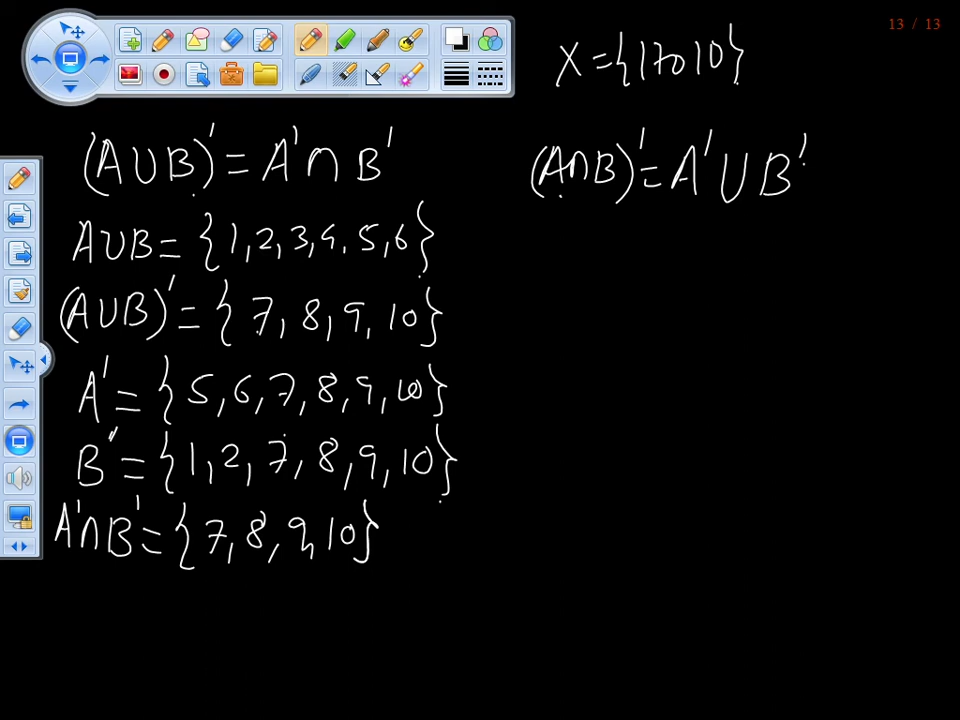 13 / 13
X = {1 to 10}
(A∪B)' = A'∩B'
(A∩B)' = A'∪B'
A∪B = {1,2,3,4.5,6}
(A∪B)' = {7,8,9,10}
A' = {5,6,7,8,9,10}
B' = {1,2,7,8,9,10}
A'∩B' = {7,8,9,10}